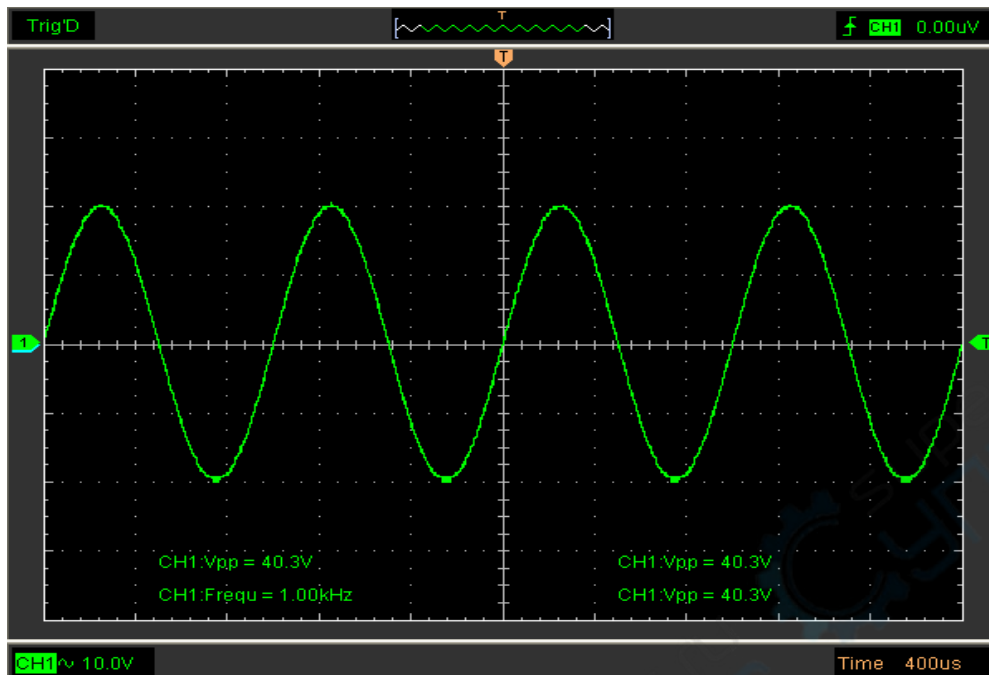 Trig'D
T
CH1 0.00uV
T
1
T
CH1:Vpp = 40.3V
CH1:Vpp = 40.3V
CH1:Frequ = 1.00kHz
CH1:Vpp = 40.3V
CH1~ 10.0V
Time 400us